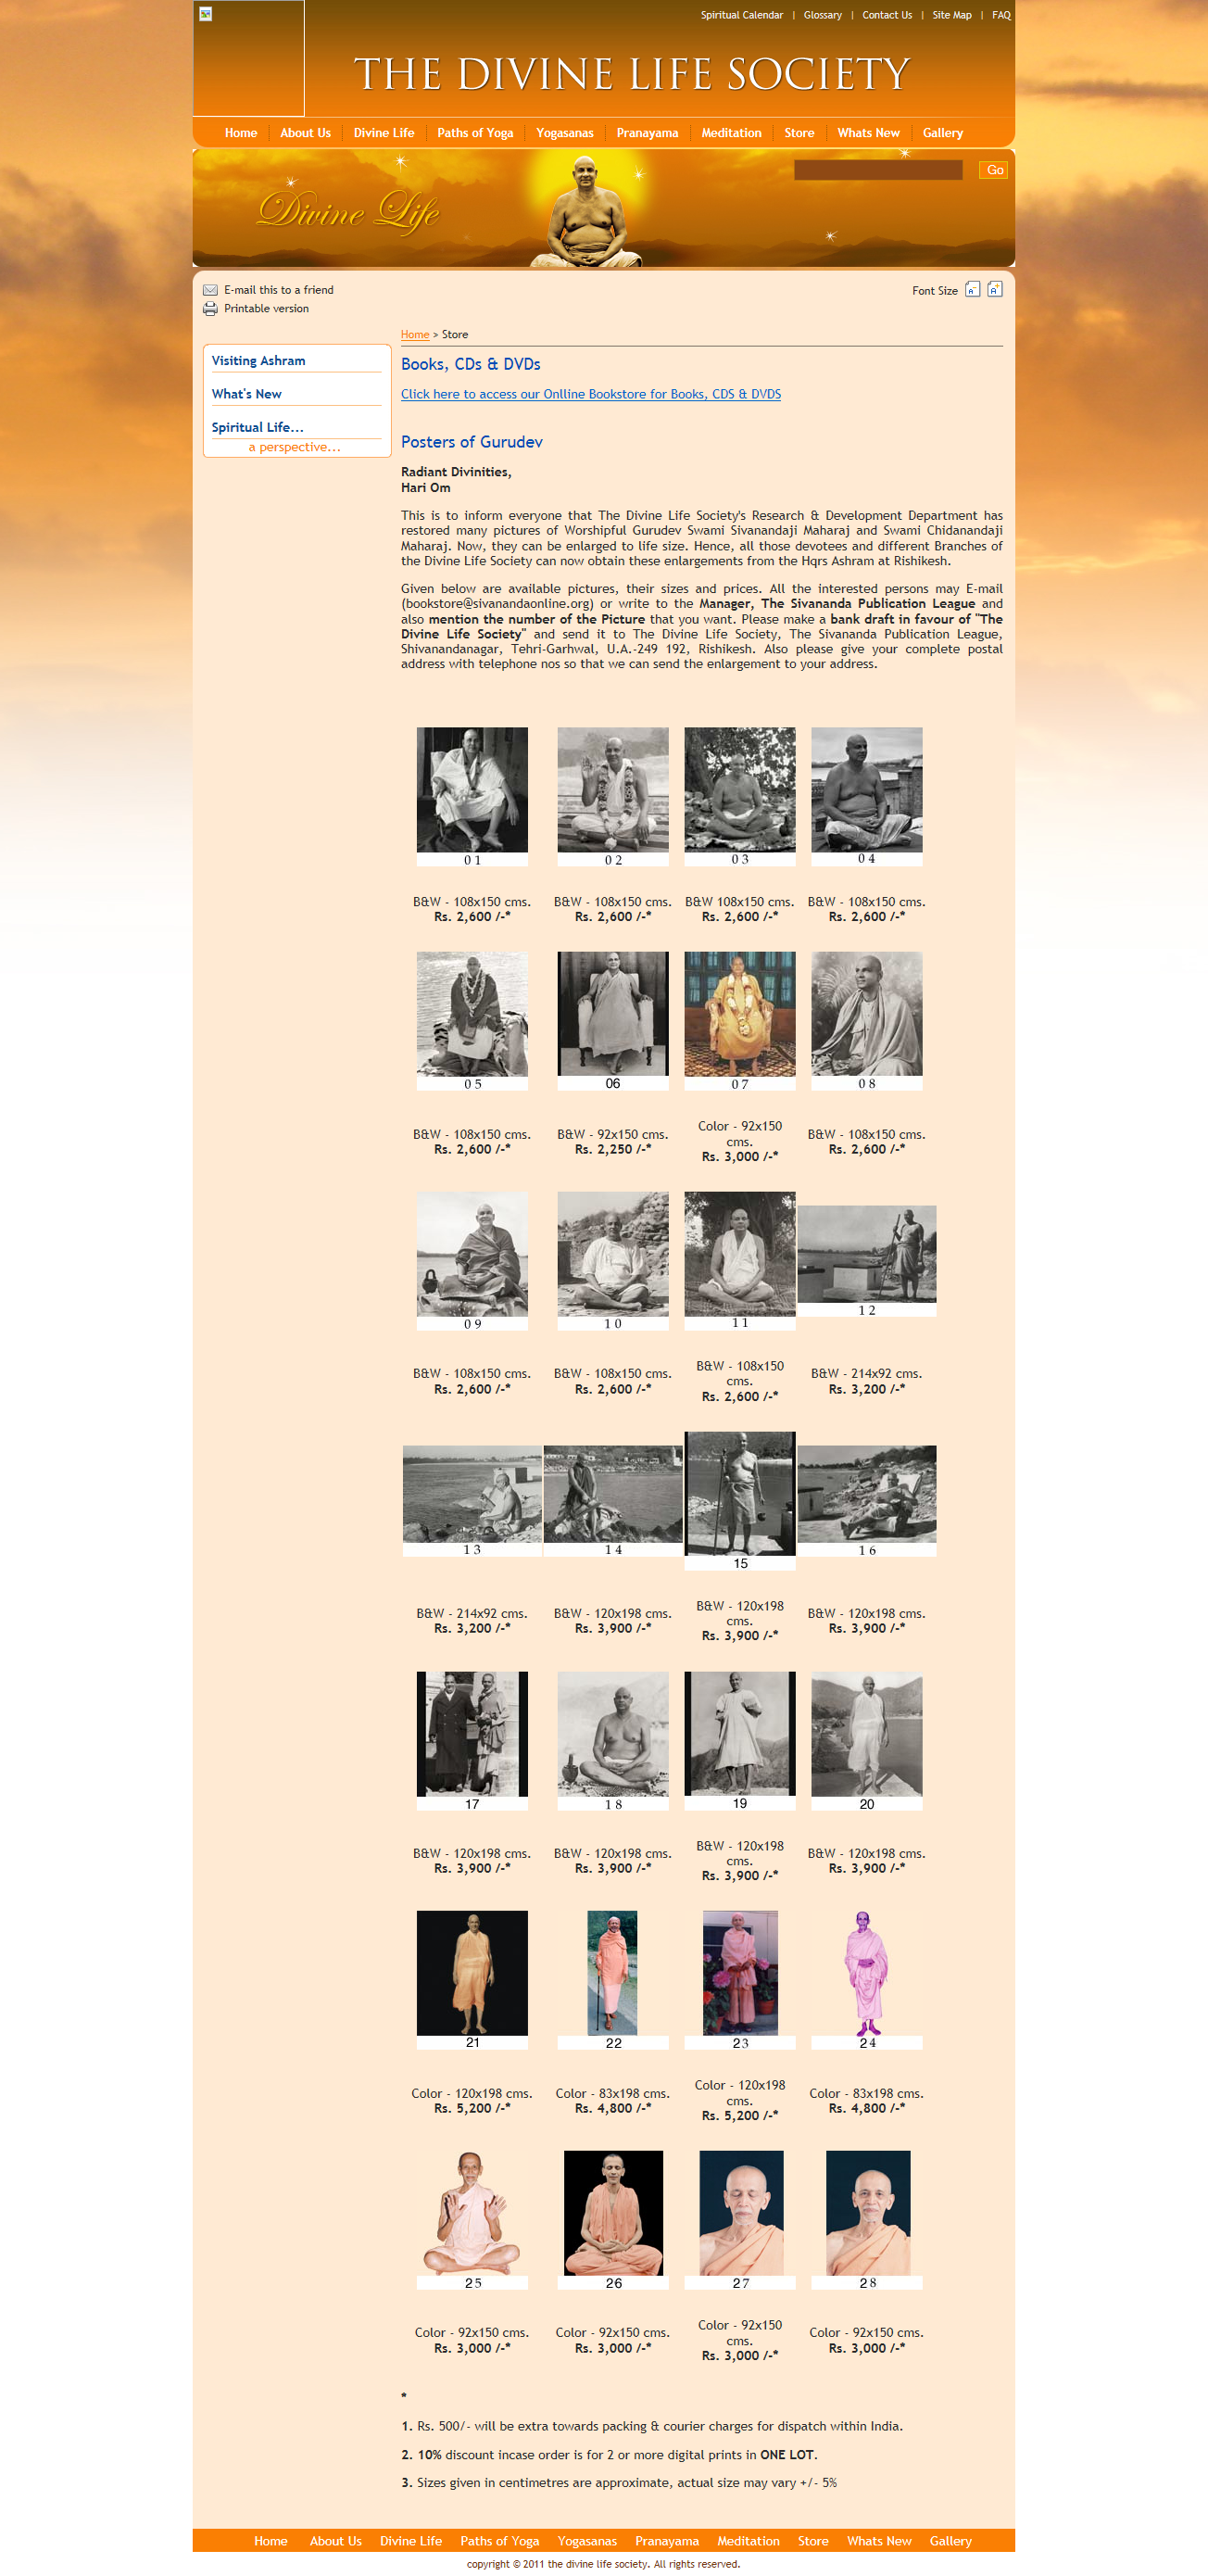 Spiritual Calendar | Glossary | Contact Us | Site Map | FAQ
THE DIVINE LIFE SOCIETY
Home About Us Divine Life Paths of Yoga Yogasanas Pranayama Meditation Store Whats New Gallery
Divine Life
Go
E-mail this to a friend
Font Size A- A+
Printable version
Home > Store
Visiting Ashram
What's New
Spiritual Life...
a perspective...
Books, CDs & DVDs
Click here to access our Onlline Bookstore for Books, CDS & DVDS
Posters of Gurudev
Radiant Divinities,
Hari Om
This is to inform everyone that The Divine Life Society's Research & Development Department has
restored many pictures of Worshipful Gurudev Swami Sivanandaji Maharaj and Swami Chidanandaji
Maharaj. Now, they can be enlarged to life size. Hence, all those devotees and different Branches of
the Divine Life Society can now obtain these enlargements from the Hqrs Ashram at Rishikesh.
Given below are available pictures, their sizes and prices. All the interested persons may E-mail
(bookstore@sivanandaonline.org) or write to the Manager, The Sivananda Publication League and
also mention the number of the Picture that you want. Please make a bank draft in favour of "The
Divine Life Society" and send it to The Divine Life Society, The Sivananda Publication League,
Shivanandanagar, Tehri-Garhwal, U.A.-249 192, Rishikesh. Also please give your complete postal
address with telephone nos so that we can send the enlargement to your address.
01 02 03 04
B&W - 108x150 cms. B&W - 108x150 cms. B&W 108x150 cms. B&W - 108x150 cms.
Rs. 2,600 /-* Rs. 2,600 /-* Rs. 2,600 /-* Rs. 2,600 /-*
05 06 07 08
B&W - 108x150 cms. B&W - 92x150 cms. Color - 92x150 cms. B&W - 108x150 cms.
Rs. 2,600 /-* Rs. 2,250 /-* Rs. 3,000 /-* Rs. 2,600 /-*
09 10 11 12
B&W - 108x150 cms. B&W - 108x150 cms. B&W - 108x150 cms. B&W - 214x92 cms.
Rs. 2,600 /-* Rs. 2,600 /-* Rs. 2,600 /-* Rs. 3,200 /-*
13 14 15 16
B&W - 214x92 cms. B&W - 120x198 cms. B&W - 120x198 cms. B&W - 120x198 cms.
Rs. 3,200 /-* Rs. 3,900 /-* Rs. 3,900 /-* Rs. 3,900 /-*
17 18 19 20
B&W - 120x198 cms. B&W - 120x198 cms. B&W - 120x198 cms. B&W - 120x198 cms.
Rs. 3,900 /-* Rs. 3,900 /-* Rs. 3,900 /-* Rs. 3,900 /-*
21 22 23 24
Color - 120x198 cms. Color - 83x198 cms. Color - 120x198 cms. Color - 83x198 cms.
Rs. 5,200 /-* Rs. 4,800 /-* Rs. 5,200 /-* Rs. 4,800 /-*
25 26 27 28
Color - 92x150 cms. Color - 92x150 cms. Color - 92x150 cms. Color - 92x150 cms.
Rs. 3,000 /-* Rs. 3,000 /-* Rs. 3,000 /-* Rs. 3,000 /-*
*
1. Rs. 500/- will be extra towards packing & courier charges for dispatch within India.
2. 10% discount incase order is for 2 or more digital prints in ONE LOT.
3. Sizes given in centimetres are approximate, actual size may vary +/- 5%
Home About Us Divine Life Paths of Yoga Yogasanas Pranayama Meditation Store Whats New Gallery
copyright © 2011 the divine life society. All rights reserved.